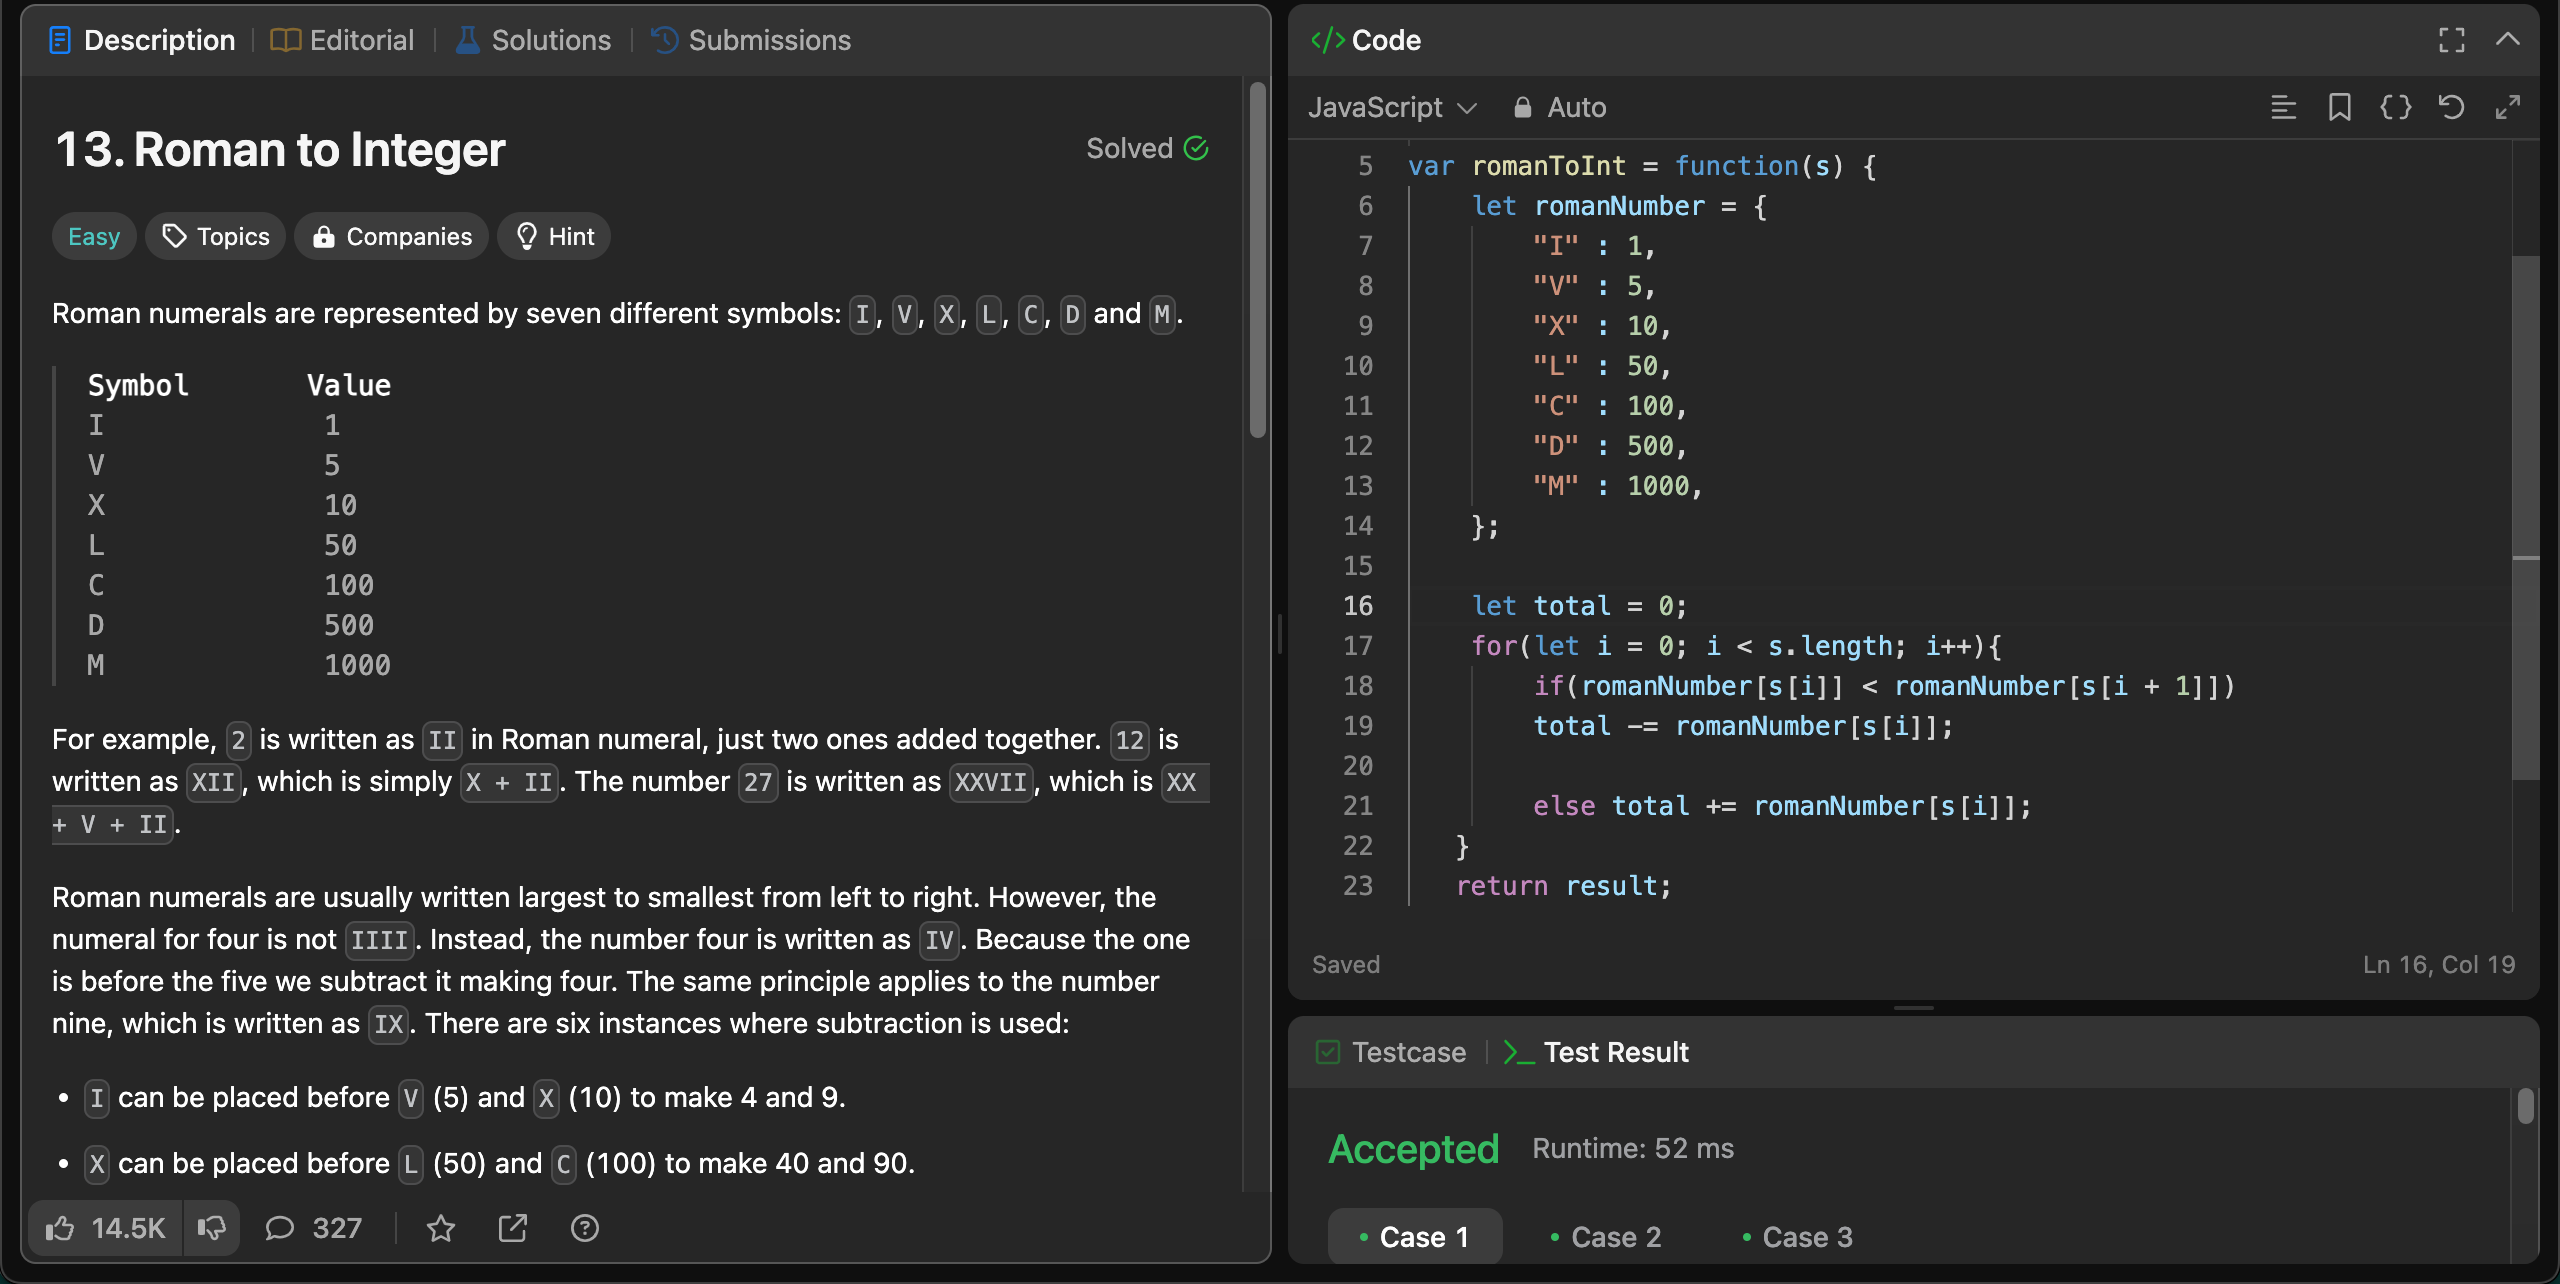 Description | Editorial | Solutions | Submissions
13. Roman to Integer
Solved
Easy Topics Companies Hint
Roman numerals are represented by seven different symbols: I, V, X, L, C, D and M.
Symbol Value
I 1
V 5
X 10
L 50
C 100
D 500
M 1000
For example, 2 is written as II in Roman numeral, just two ones added together. 12 is
written as XII, which is simply X + II. The number 27 is written as XXVII, which is XX
+ V + II.
Roman numerals are usually written largest to smallest from left to right. However, the
numeral for four is not IIII. Instead, the number four is written as IV. Because the one
is before the five we subtract it making four. The same principle applies to the number
nine, which is written as IX. There are six instances where subtraction is used:
• I can be placed before V (5) and X (10) to make 4 and 9.
• X can be placed before L (50) and C (100) to make 40 and 90.
14.5K 327
</> Code
JavaScript Auto
5 var romanToInt = function(s) {
6 let romanNumber = {
7 "I" : 1,
8 "V" : 5,
9 "X" : 10,
10 "L" : 50,
11 "C" : 100,
12 "D" : 500,
13 "M" : 1000,
14 };
15
16 let total = 0;
17 for(let i = 0; i < s.length; i++){
18 if(romanNumber[s[i]] < romanNumber[s[i + 1]])
19 total -= romanNumber[s[i]];
20
21 else total += romanNumber[s[i]];
22 }
23 return result;
Saved Ln 16, Col 19
Testcase | >_ Test Result
Accepted Runtime: 52 ms
• Case 1 • Case 2 • Case 3